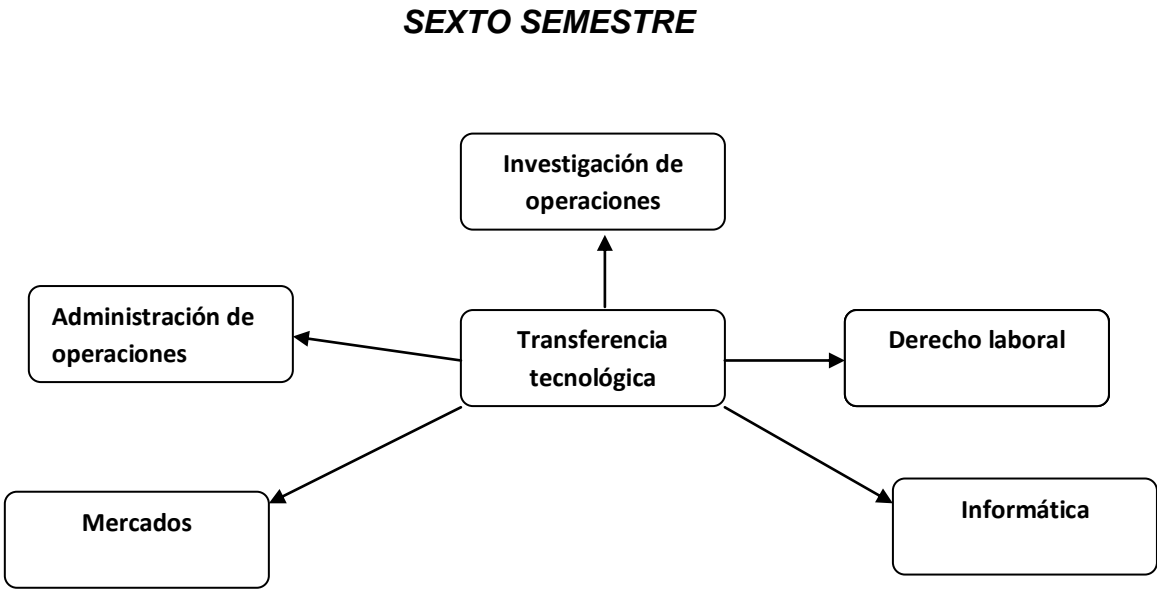 SEXTO SEMESTRE
Investigación de
operaciones
Administración de
operaciones
Transferencia
tecnológica
Derecho laboral
Mercados
Informática